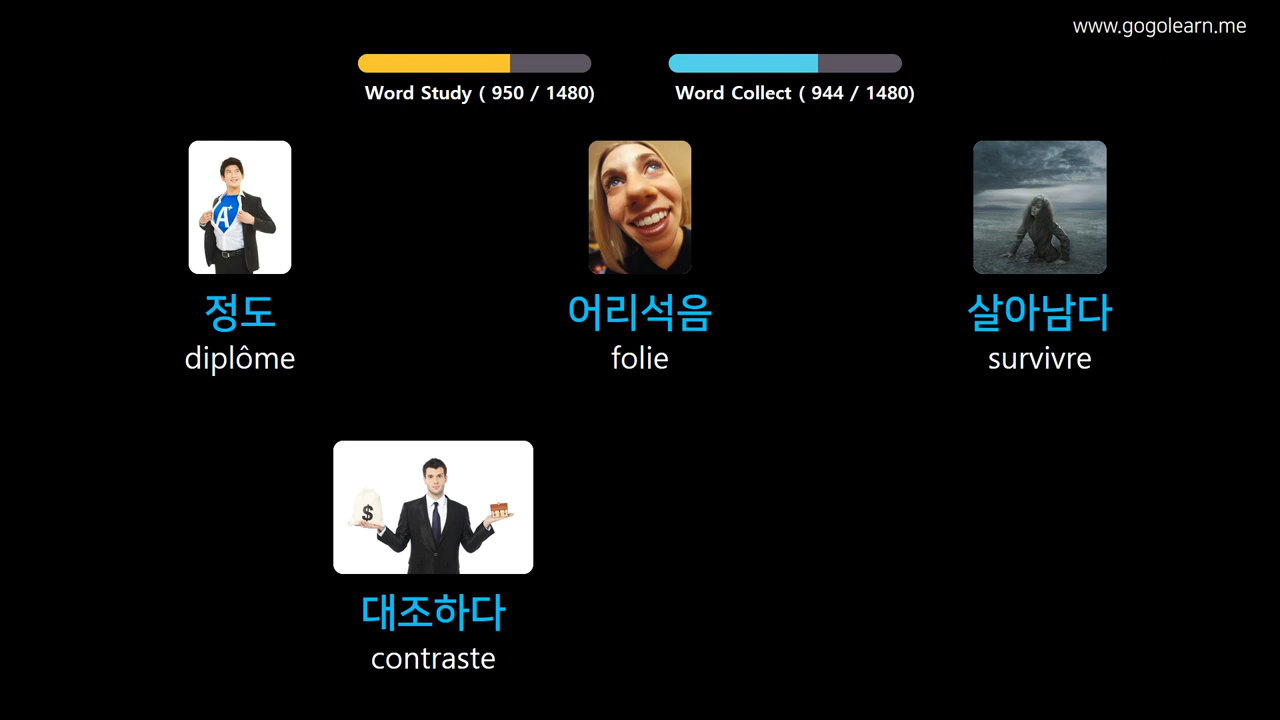 www.gogolearn.me
Word Study ( 950 / 1480)
Word Collect ( 944 / 1480)
A+
정도
diplôme
어리석음
folie
살아남다
survivre
$
대조하다
contraste